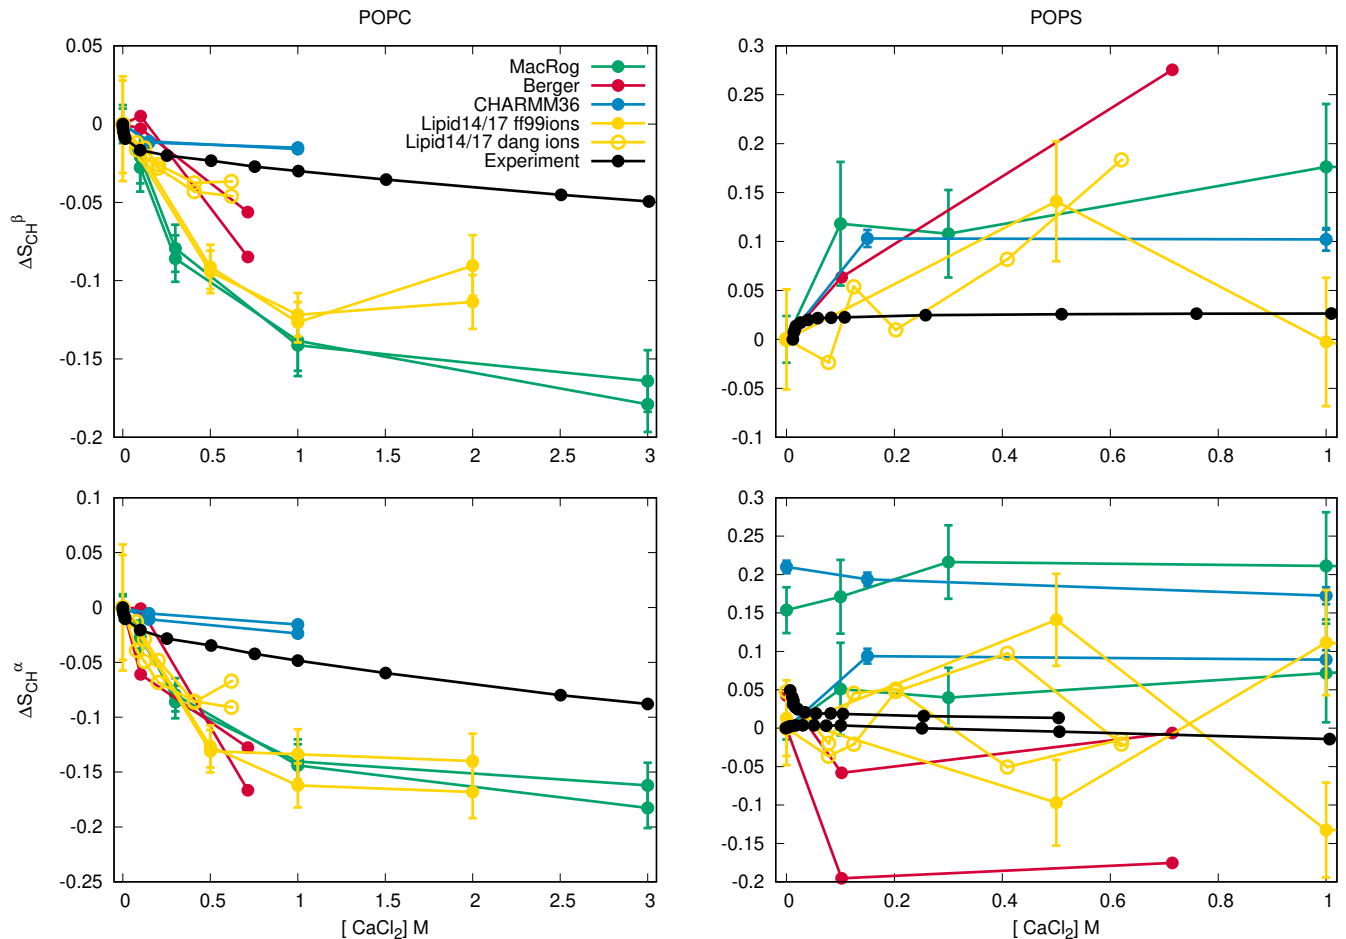 POPC
POPS
0.05
0
-0.05
-0.1
-0.15
-0.2
ΔS_CH^β
MacRog
Berger
CHARMM36
Lipid14/17 ff99ions
Lipid14/17 dang ions
Experiment
0 0.5 1 1.5 2 2.5 3
0.3
0.25
0.2
0.15
0.1
0.05
0
-0.05
-0.1
0 0.2 0.4 0.6 0.8 1
0.1
0.05
0
-0.05
-0.1
-0.15
-0.2
-0.25
ΔS_CH^α
0 0.5 1 1.5 2 2.5 3
[ CaCl₂] M
0.3
0.25
0.2
0.15
0.1
0.05
0
-0.05
-0.1
-0.15
-0.2
0 0.2 0.4 0.6 0.8 1
[ CaCl₂] M